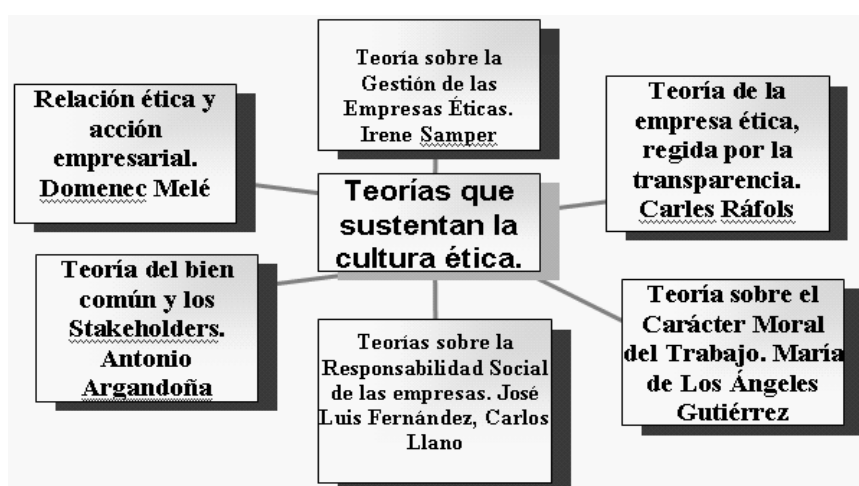 Teoría sobre la
Gestión de las
Empresas Éticas.
Irene Samper
Relación ética y
acción
empresarial.
Domenec Melé
Teoría de la
empresa ética,
regida por la
transparencia.
Carles Ráfols
Teorías que
sustentan la
cultura ética.
Teoría del bien
común y los
Stakeholders.
Antonio
Argandoña
Teorías sobre la
Responsabilidad Social
de las empresas. José
Luis Fernández, Carlos
Llano
Teoría sobre el
Carácter Moral
del Trabajo. María
de Los Ángeles
Gutiérrez